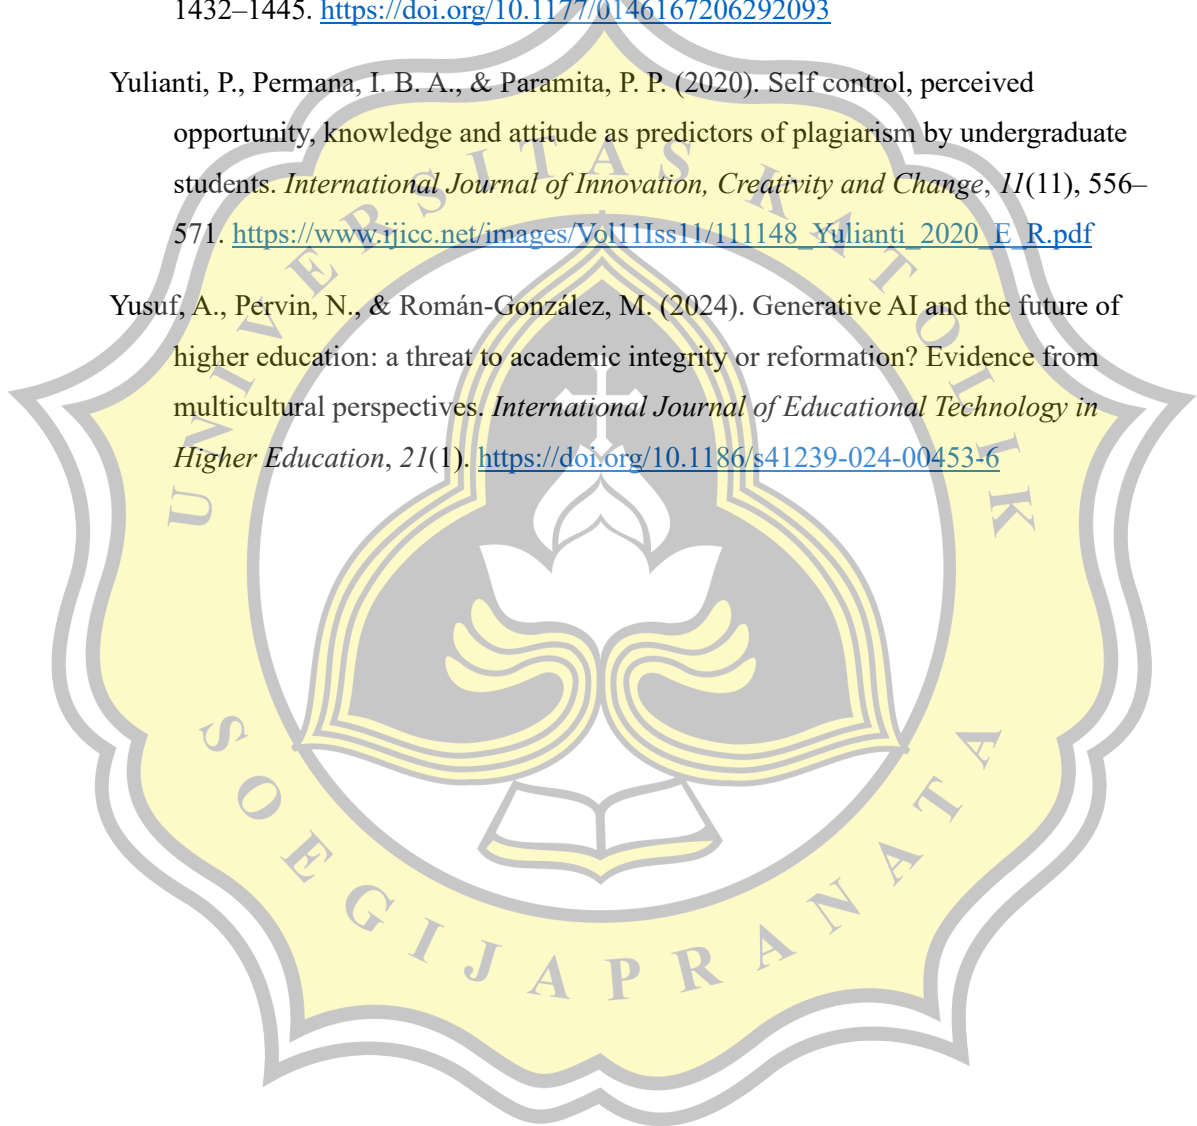 1432–1445. https://doi.org/10.1177/0146167206292093
Yulianti, P., Permana, I. B. A., & Paramita, P. P. (2020). Self control, perceived
opportunity, knowledge and attitude as predictors of plagiarism by undergraduate
students. International Journal of Innovation, Creativity and Change, 11(11), 556–
571. https://www.ijicc.net/images/Vol11Iss11/111148_Yulianti_2020_E_R.pdf
Yusuf, A., Pervin, N., & Román-González, M. (2024). Generative AI and the future of
higher education: a threat to academic integrity or reformation? Evidence from
multicultural perspectives. International Journal of Educational Technology in
Higher Education, 21(1). https://doi.org/10.1186/s41239-024-00453-6
UNIVERSITAS KATOLIK
SOEGIJAPRANATA